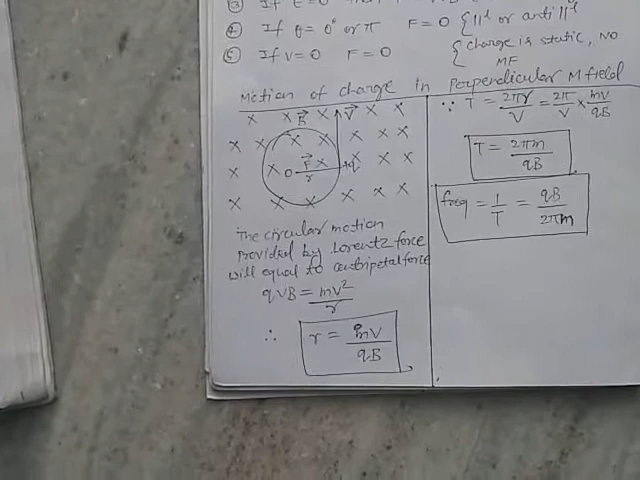 ④ If θ = 0° or π F = 0 { ||el or anti ||el
⑤ If V = 0 F = 0 { charge is static, NO
MF
Motion of charge in Perpendicular M field
x x B⃗ x V⃗ x x
x x x x x x
x x F⃗ x q x x x
O r
x x x x x x
The circular motion
Provided by Lorentz force
will equal to centripetal force
qVB = mv²/r
∴ r = mv/qB
∵ T = 2πr/V = 2π/V × mv/qB
T = 2πm/qB
freq = 1/T = qB/2πm